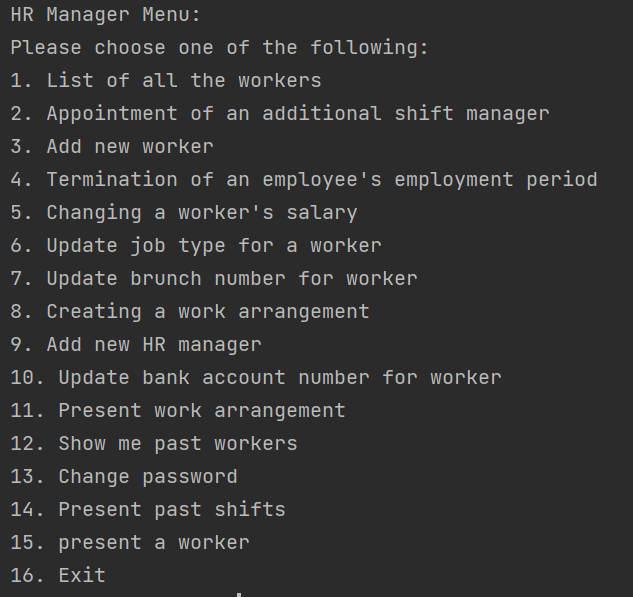 HR Manager Menu:
Please choose one of the following:
1. List of all the workers
2. Appointment of an additional shift manager
3. Add new worker
4. Termination of an employee's employment period
5. Changing a worker's salary
6. Update job type for a worker
7. Update brunch number for worker
8. Creating a work arrangement
9. Add new HR manager
10. Update bank account number for worker
11. Present work arrangement
12. Show me past workers
13. Change password
14. Present past shifts
15. present a worker
16. Exit